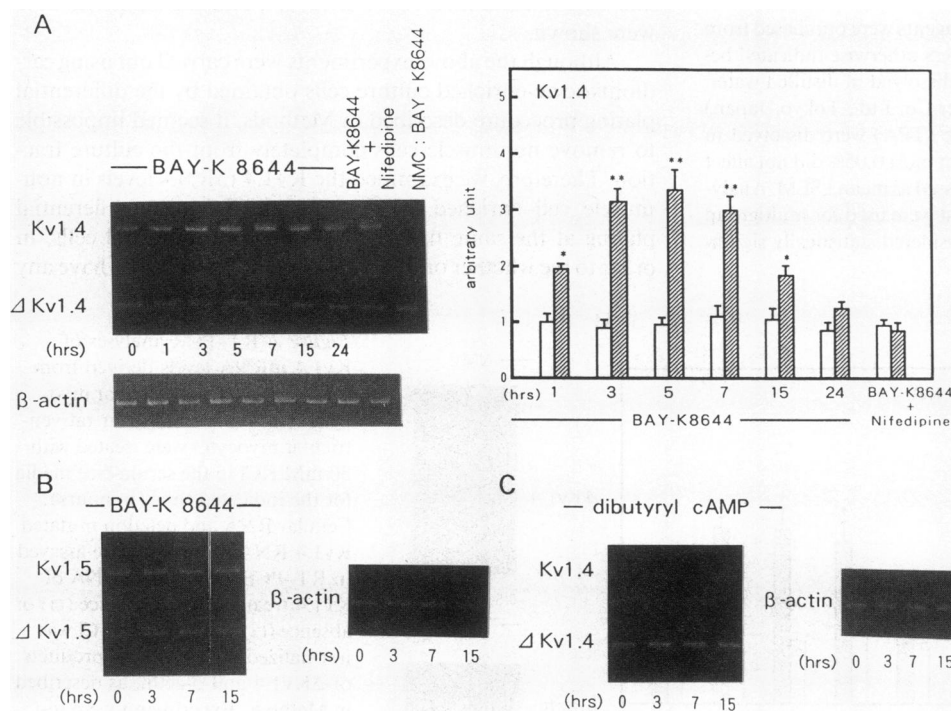 A
BAY-K 8644
BAY-K8644
+
Nifedipine
NMC BAY K8644
Kv1.4
⊿ Kv1.4
(hrs) 0 1 3 5 7 15 24
β-actin
Kv1.4
arbitrary unit
5
4
3
2
1
0
* ** ** ** *
(hrs) 1 3 5 7 15 24 BAY-K8644
+
Nifedipine
BAY-K8644
B
BAY-K 8644
Kv1.5
⊿ Kv1.5
(hrs) 0 3 7 15
β-actin
(hrs) 0 3 7 15
C
dibutyryl cAMP
Kv1.4
⊿ Kv1.4
(hrs) 0 3 7 15
β-actin
(hrs) 0 3 7 15